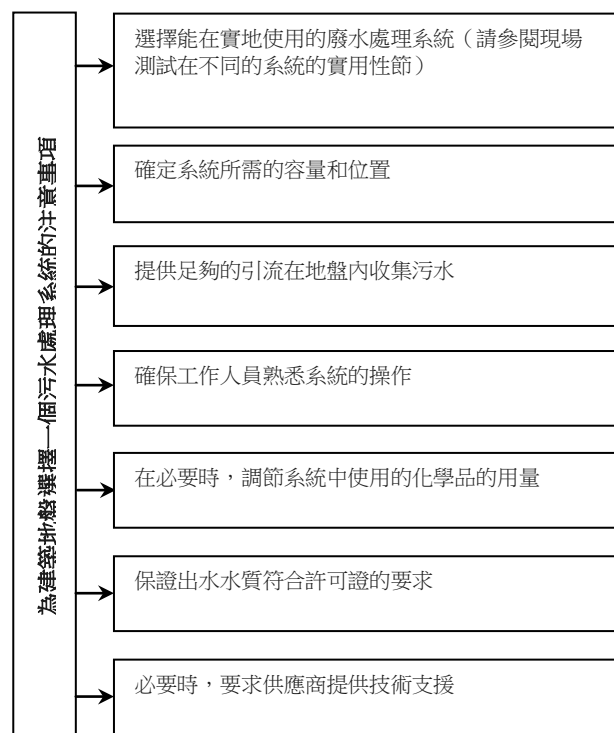 為建築地盤選擇一個污水處理系統的注意事項
選擇能在實地使用的廢水處理系統（請參閱現場
測試在不同的系統的實用性節）
確定系統所需的容量和位置
提供足夠的引流在地盤內收集污水
確保工作人員熟悉系統的操作
在必要時，調節系統中使用的化學品的用量
保證出水水質符合許可證的要求
必要時，要求供應商提供技術支援